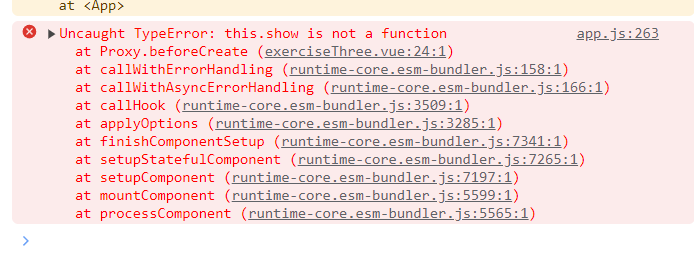 at <App>
Uncaught TypeError: this.show is not a function app.js:263
at Proxy.beforeCreate (exerciseThree.vue:24:1)
at callWithErrorHandling (runtime-core.esm-bundler.js:158:1)
at callWithAsyncErrorHandling (runtime-core.esm-bundler.js:166:1)
at callHook (runtime-core.esm-bundler.js:3509:1)
at applyOptions (runtime-core.esm-bundler.js:3285:1)
at finishComponentSetup (runtime-core.esm-bundler.js:7341:1)
at setupStatefulComponent (runtime-core.esm-bundler.js:7265:1)
at setupComponent (runtime-core.esm-bundler.js:7197:1)
at mountComponent (runtime-core.esm-bundler.js:5599:1)
at processComponent (runtime-core.esm-bundler.js:5565:1)